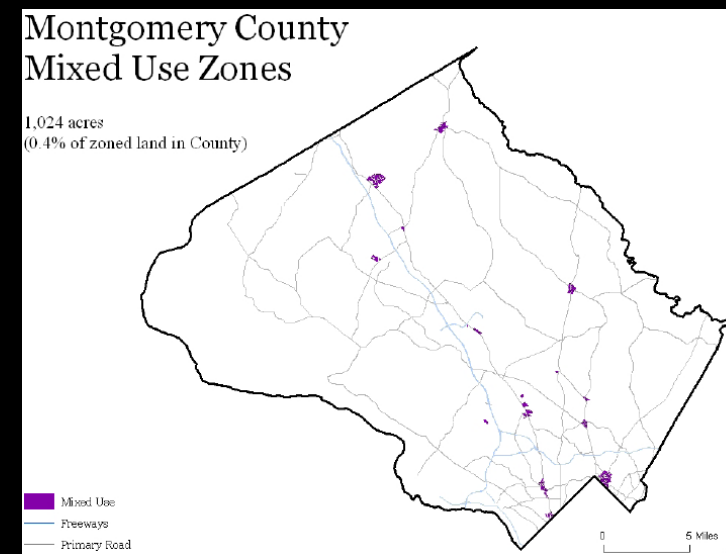 Montgomery County
Mixed Use Zones
1,024 acres
(0.4% of zoned land in County)
Mixed Use
Freeways
Primary Road
0 5 Miles